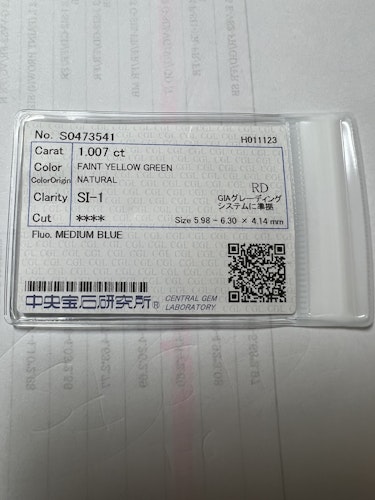 No. S0473541
H011123
Carat 1.007 ct
Color FAINT YELLOW GREEN
ColorOrigin NATURAL
Clarity SI-1
RD
GIAグレーディング
システムに準拠
Cut ****
Size 5.98 - 6.30 × 4.14 mm
Fluo. MEDIUM BLUE
中央宝石研究所®
CENTRAL GEM
LABORATORY